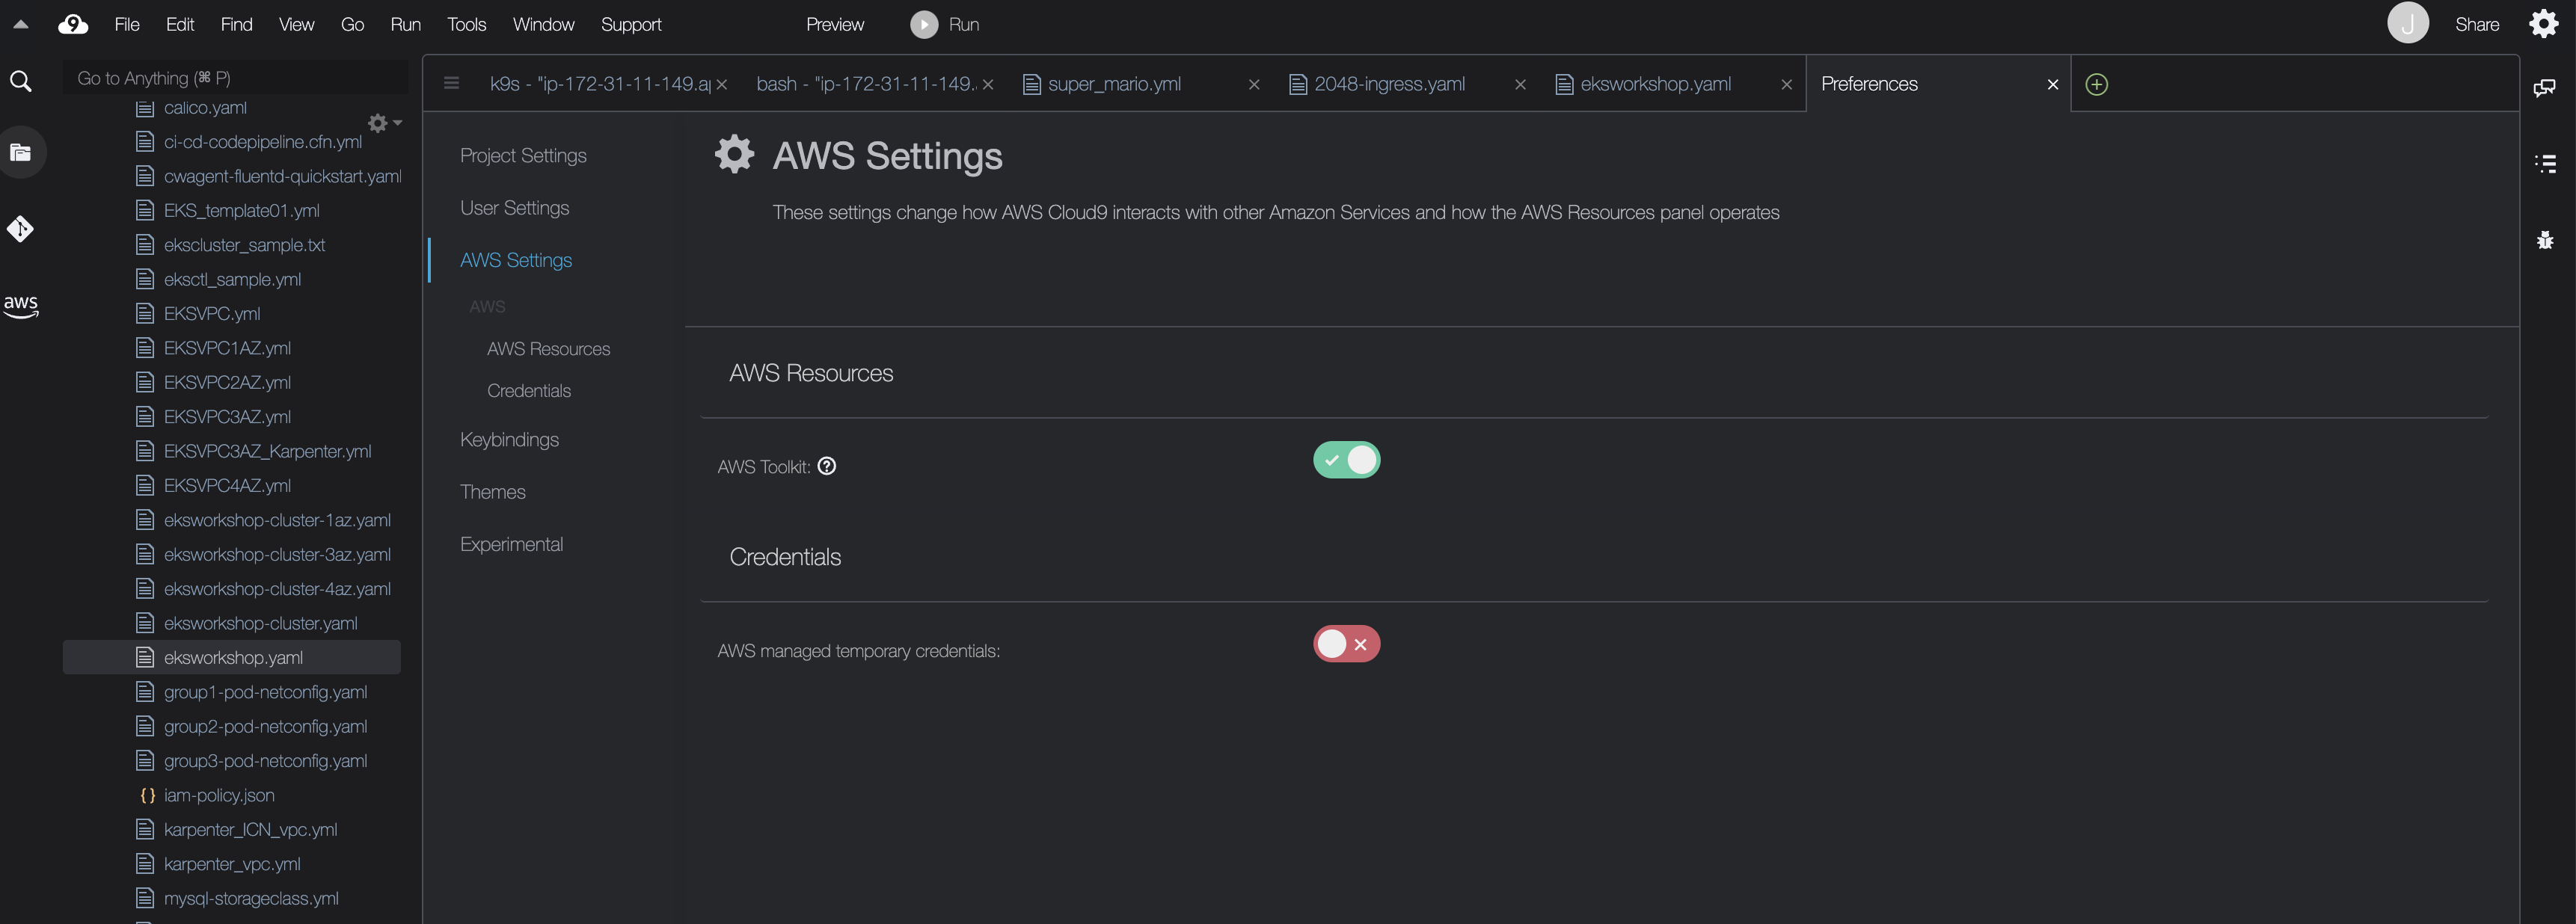 9 File Edit Find View Go Run Tools Window Support Preview Run J Share
Go to Anything (⌘ P)
k9s - "ip-172-31-11-149.ap bash - "ip-172-31-11-149. super_mario.yml 2048-ingress.yaml eksworkshop.yaml Preferences
calico.yaml
ci-cd-codepipeline.cfn.yml
cwagent-fluentd-quickstart.yaml
EKS_template01.yml
ekscluster_sample.txt
eksctl_sample.yml
EKSVPC.yml
EKSVPC1AZ.yml
EKSVPC2AZ.yml
EKSVPC3AZ.yml
EKSVPC3AZ_Karpenter.yml
EKSVPC4AZ.yml
eksworkshop-cluster-1az.yaml
eksworkshop-cluster-3az.yaml
eksworkshop-cluster-4az.yaml
eksworkshop-cluster.yaml
eksworkshop.yaml
group1-pod-netconfig.yaml
group2-pod-netconfig.yaml
group3-pod-netconfig.yaml
{ } iam-policy.json
karpenter_ICN_vpc.yml
karpenter_vpc.yml
mysql-storageclass.yml
aws
Project Settings
User Settings
AWS Settings
AWS
AWS Resources
Credentials
Keybindings
Themes
Experimental
AWS Settings
These settings change how AWS Cloud9 interacts with other Amazon Services and how the AWS Resources panel operates
AWS Resources
AWS Toolkit: ?
Credentials
AWS managed temporary credentials: